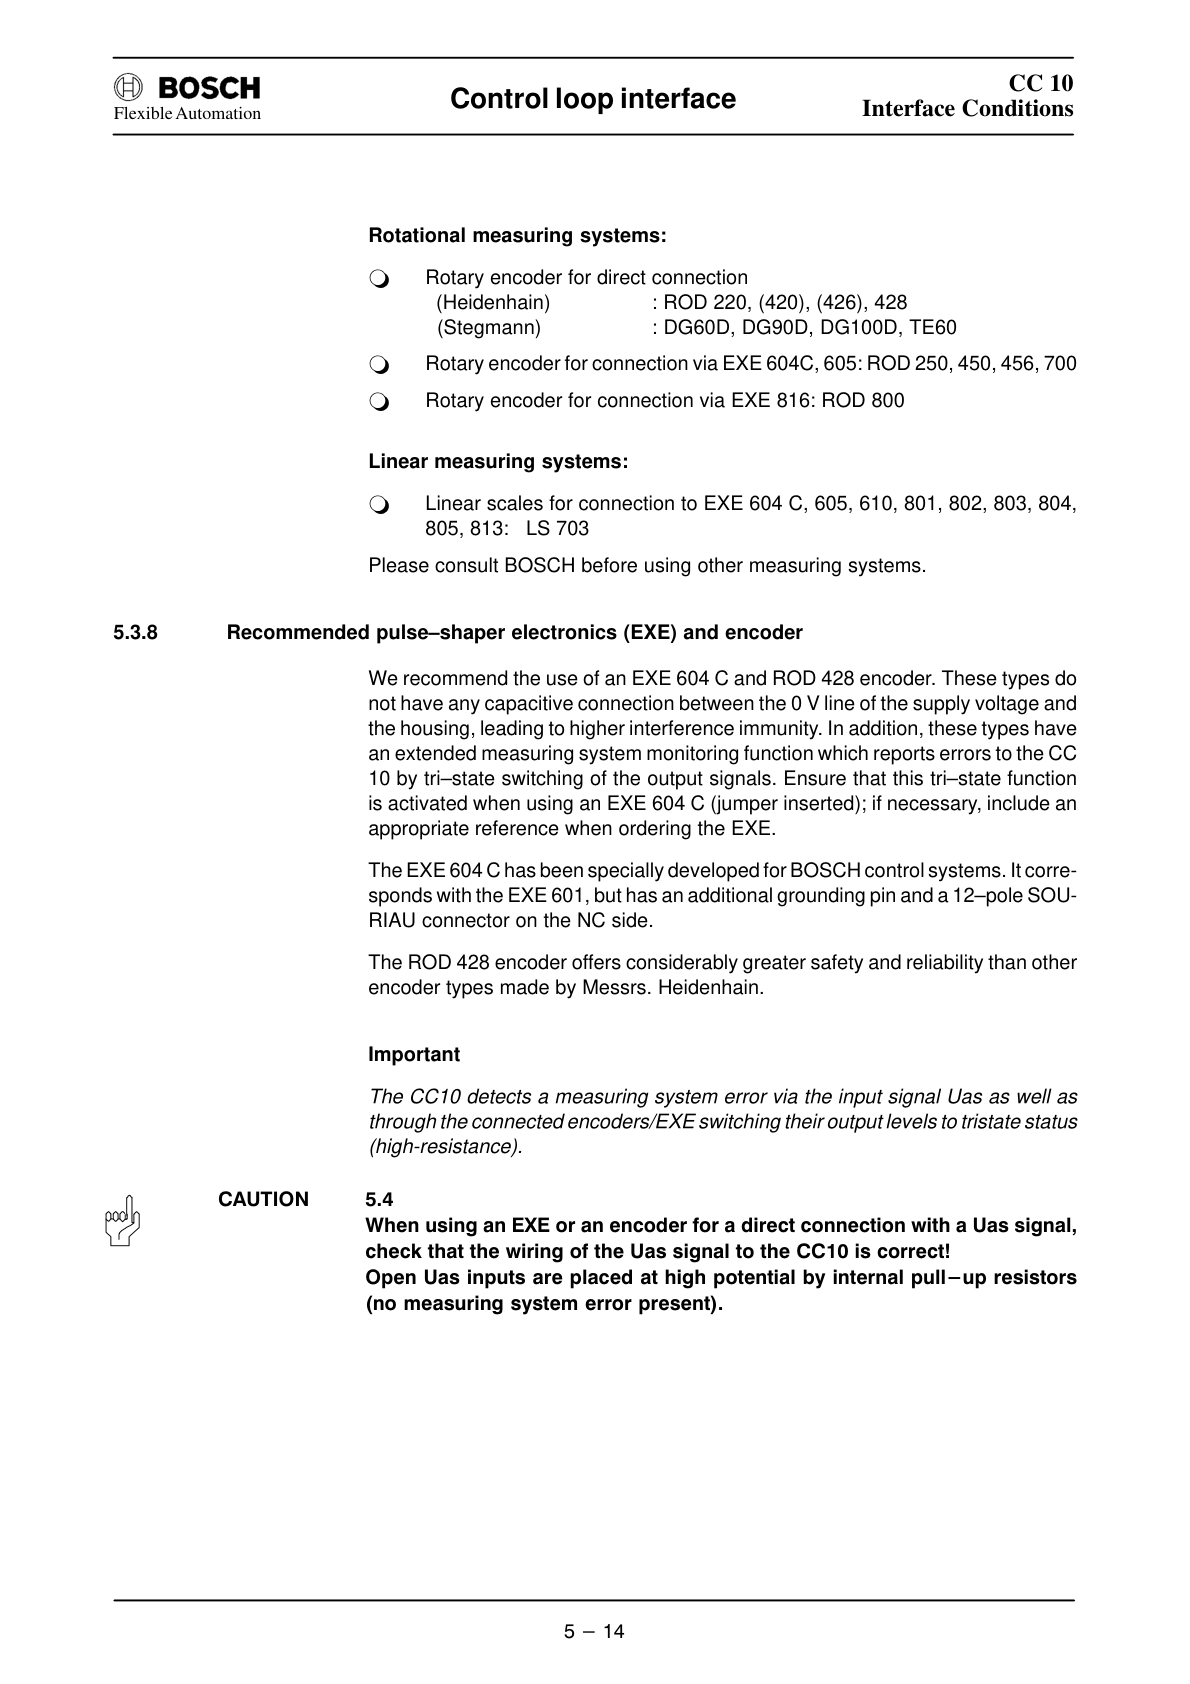 BOSCH
Flexible Automation
Control loop interface
CC 10
Interface Conditions
Rotational measuring systems:
Rotary encoder for direct connection
(Heidenhain) : ROD 220, (420), (426), 428
(Stegmann) : DG60D, DG90D, DG100D, TE60
Rotary encoder for connection via EXE 604C, 605: ROD 250, 450, 456, 700
Rotary encoder for connection via EXE 816: ROD 800
Linear measuring systems:
Linear scales for connection to EXE 604 C, 605, 610, 801, 802, 803, 804,
805, 813: LS 703
Please consult BOSCH before using other measuring systems.
5.3.8 Recommended pulse–shaper electronics (EXE) and encoder
We recommend the use of an EXE 604 C and ROD 428 encoder. These types do
not have any capacitive connection between the 0 V line of the supply voltage and
the housing, leading to higher interference immunity. In addition, these types have
an extended measuring system monitoring function which reports errors to the CC
10 by tri–state switching of the output signals. Ensure that this tri–state function
is activated when using an EXE 604 C (jumper inserted); if necessary, include an
appropriate reference when ordering the EXE.
The EXE 604 C has been specially developed for BOSCH control systems. It corre-
sponds with the EXE 601, but has an additional grounding pin and a 12–pole SOU-
RIAU connector on the NC side.
The ROD 428 encoder offers considerably greater safety and reliability than other
encoder types made by Messrs. Heidenhain.
Important
The CC10 detects a measuring system error via the input signal Uas as well as
through the connected encoders/EXE switching their output levels to tristate status
(high-resistance).
CAUTION 5.4
When using an EXE or an encoder for a direct connection with a Uas signal,
check that the wiring of the Uas signal to the CC10 is correct!
Open Uas inputs are placed at high potential by internal pull–up resistors
(no measuring system error present).
5 – 14